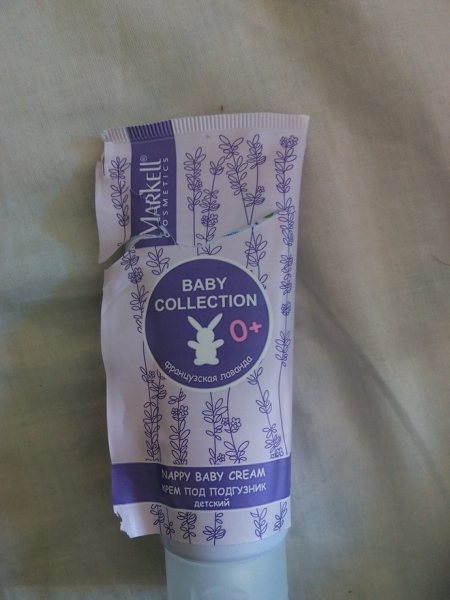 MARKELL®
COSMETICS
BABY
COLLECTION
0+
французская лаванда
NAPPY BABY CREAM
КРЕМ ПОД ПОДГУЗНИК
детский